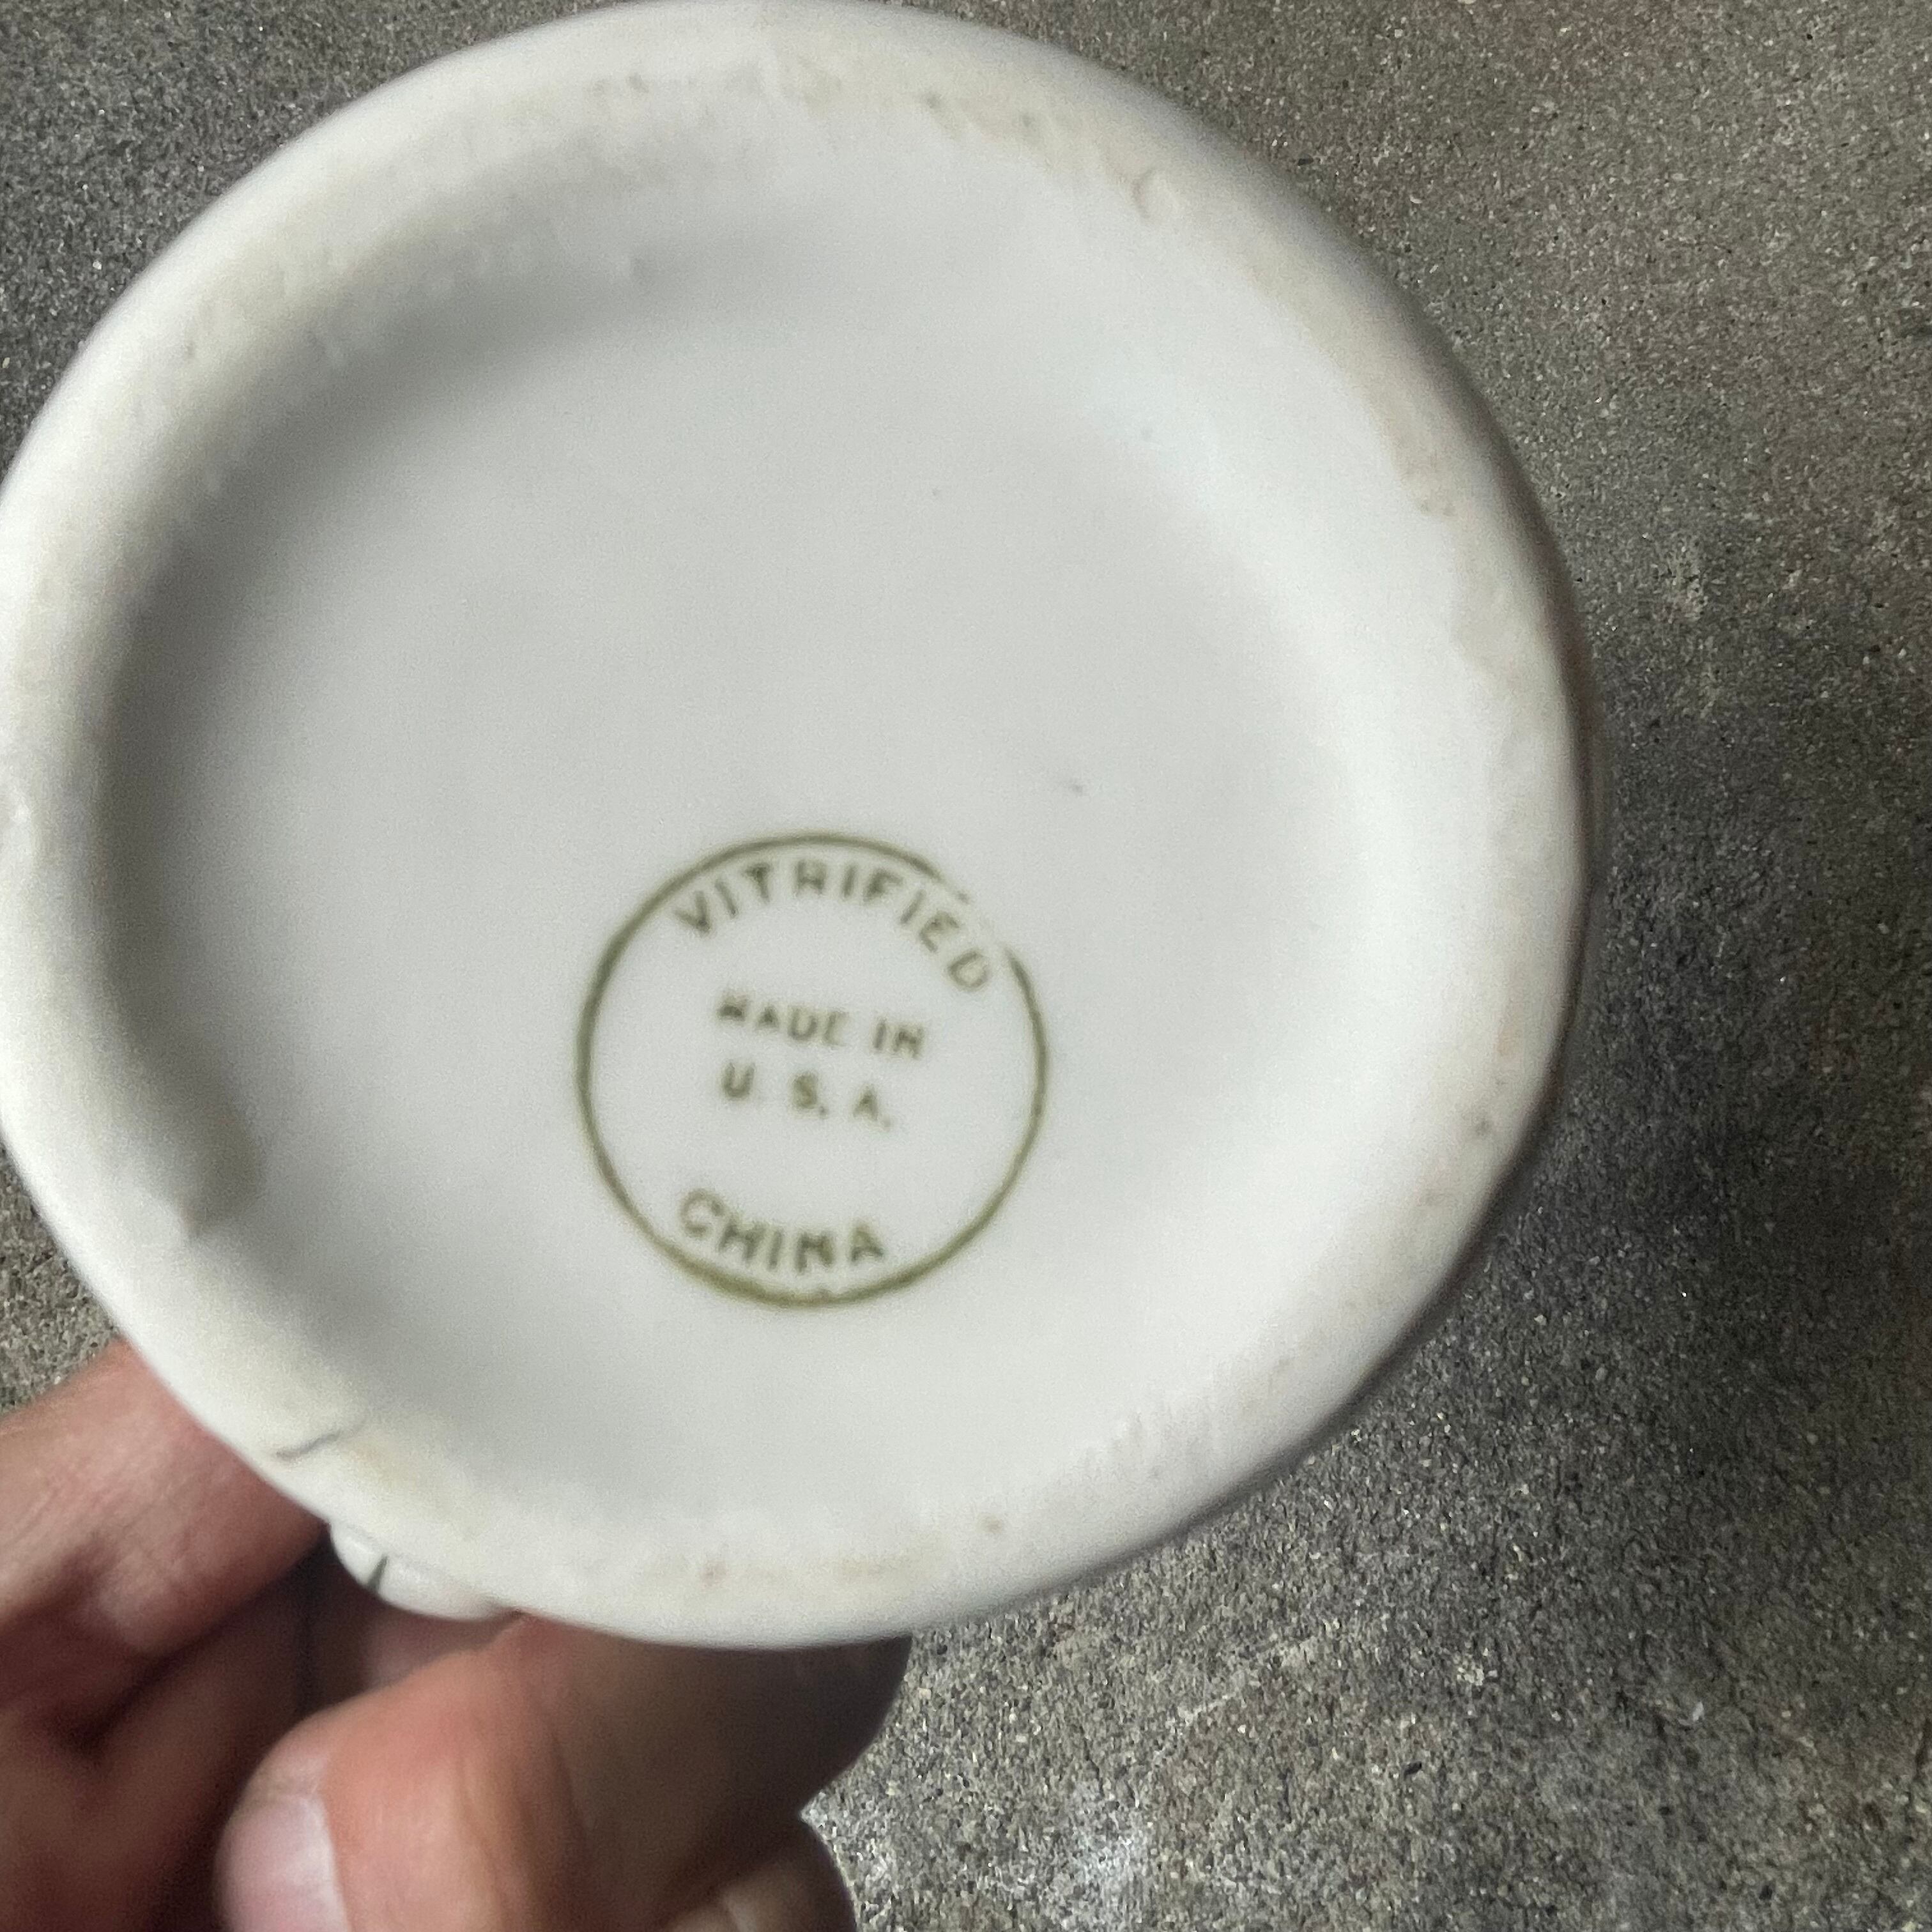 VITRIFIED
MADE IN
U. S. A.
CHINA